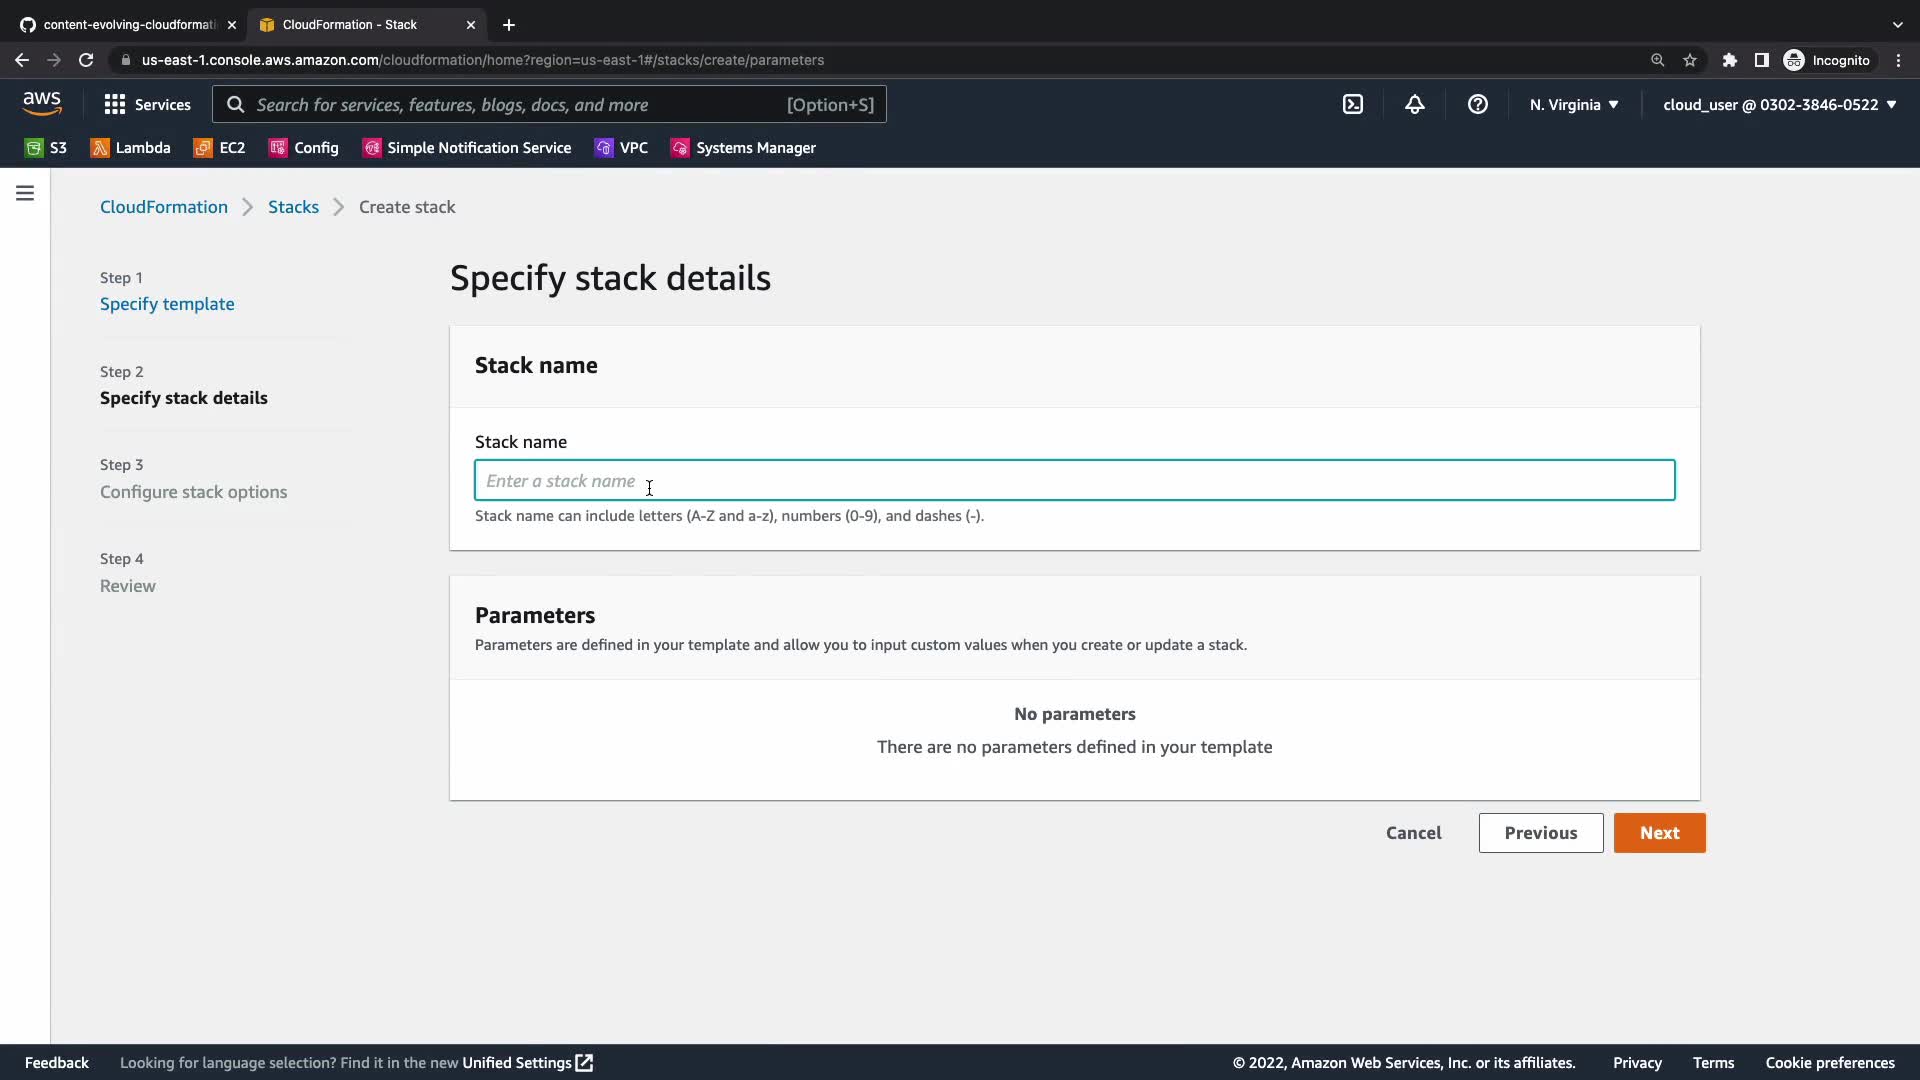 content-evolving-cloudformati
CloudFormation - Stack
us-east-1.console.aws.amazon.com/cloudformation/home?region=us-east-1#/stacks/create/parameters
Incognito
aws
Services
Search for services, features, blogs, docs, and more
[Option+S]
N. Virginia
cloud_user @ 0302-3846-0522
S3
Lambda
EC2
Config
Simple Notification Service
VPC
Systems Manager
CloudFormation
Stacks
Create stack
Step 1
Specify template
Step 2
Specify stack details
Step 3
Configure stack options
Step 4
Review
Specify stack details
Stack name
Stack name
Enter a stack name
Stack name can include letters (A-Z and a-z), numbers (0-9), and dashes (-).
Parameters
Parameters are defined in your template and allow you to input custom values when you create or update a stack.
No parameters
There are no parameters defined in your template
Cancel
Previous
Next
Feedback
Looking for language selection? Find it in the new Unified Settings
© 2022, Amazon Web Services, Inc. or its affiliates.
Privacy
Terms
Cookie preferences